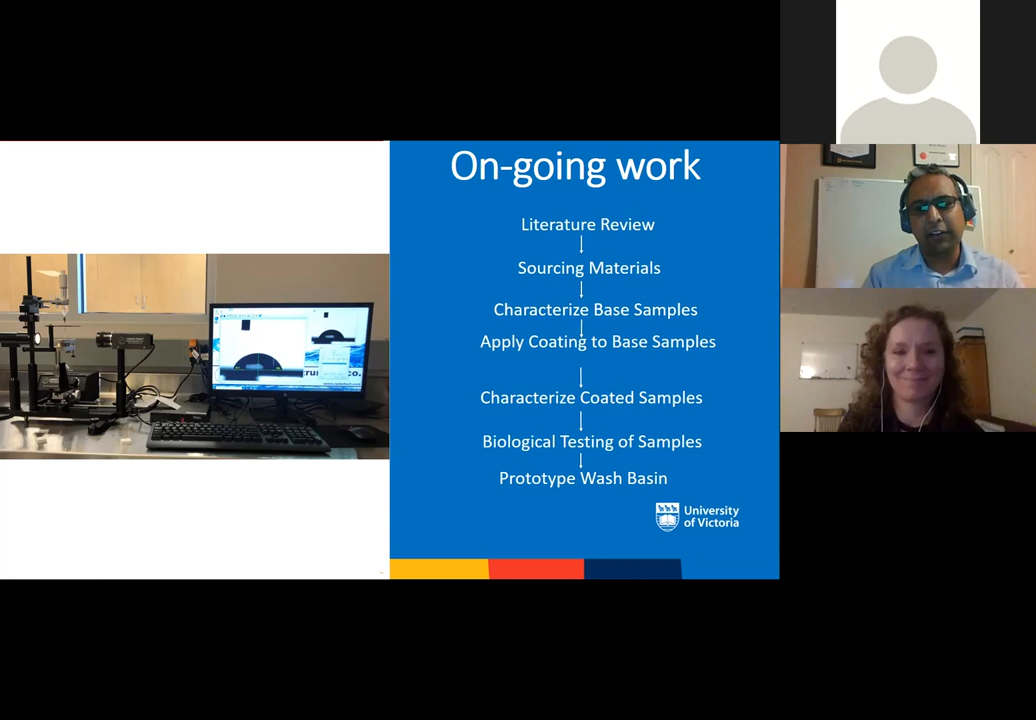 On-going work
Literature Review
Sourcing Materials
Characterize Base Samples
Apply Coating to Base Samples
Characterize Coated Samples
Biological Testing of Samples
Prototype Wash Basin
University
of Victoria